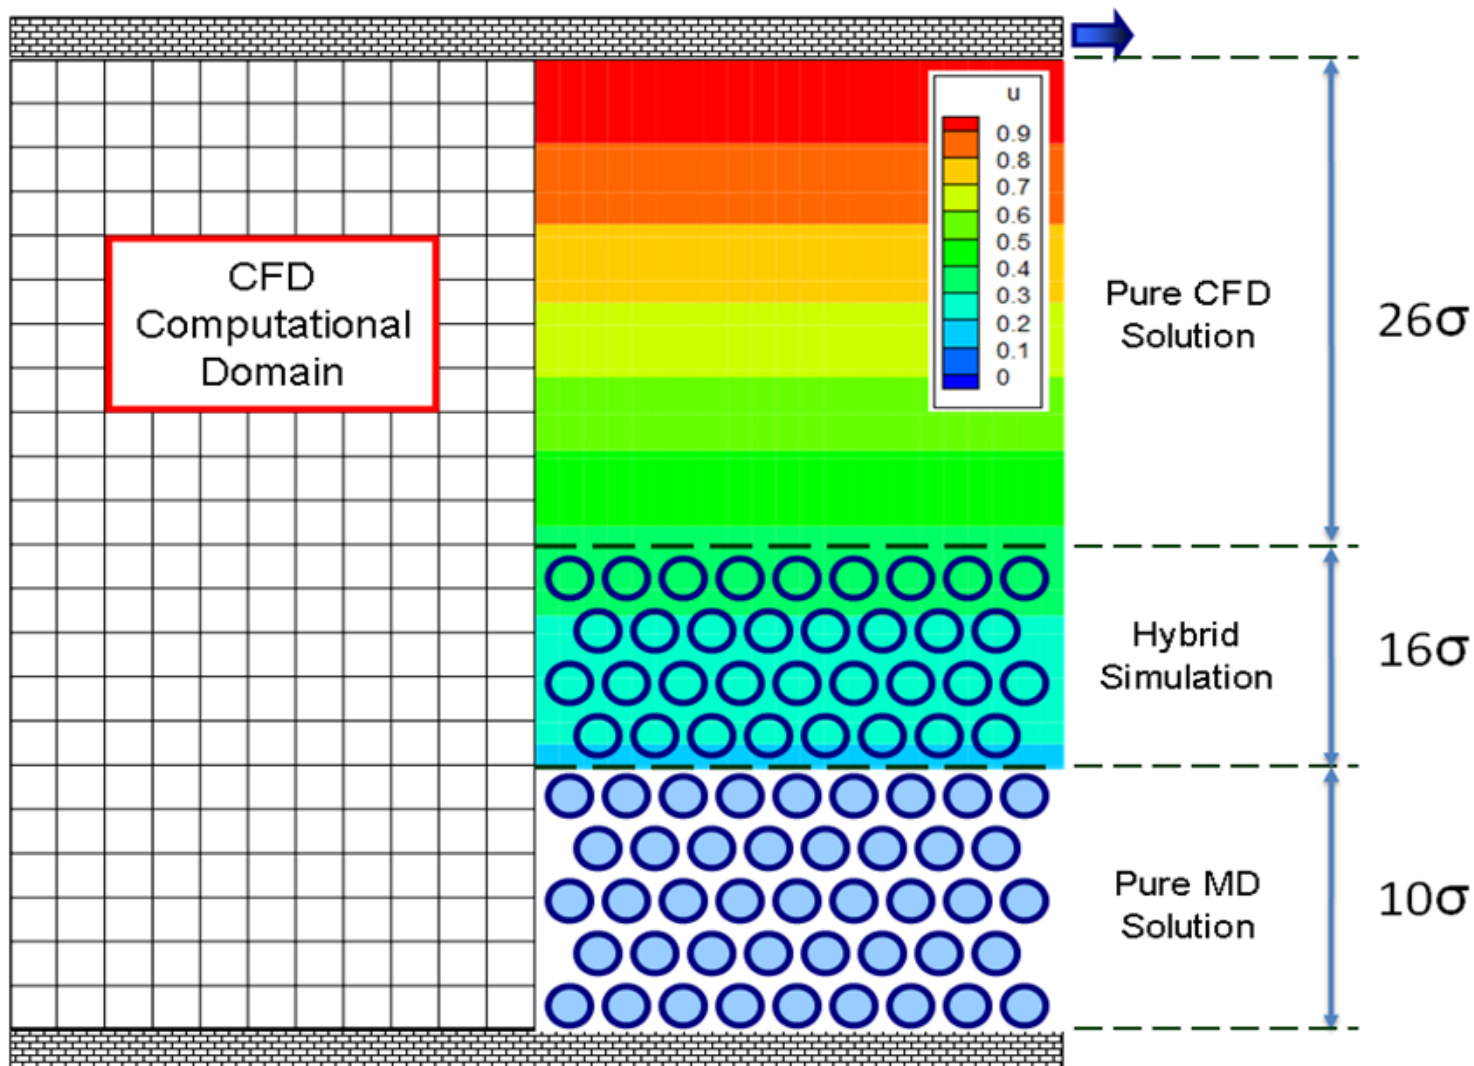 u
0.9
0.8
0.7
0.6
0.5
0.4
0.3
0.2
0.1
0
CFD
Computational
Domain
Pure CFD
Solution
26σ
Hybrid
Simulation
16σ
Pure MD
Solution
10σ